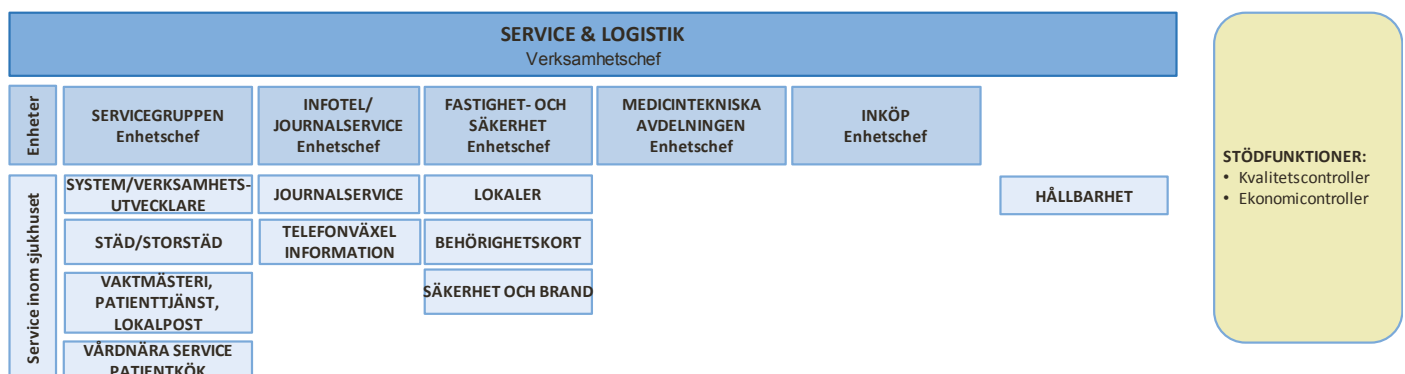 SERVICE & LOGISTIK
Verksamhetschef
Enheter
SERVICEGRUPPEN
Enhetschef
INFOTEL/
JOURNALSERVICE
Enhetschef
FASTIGHET- OCH
SÄKERHET
Enhetschef
MEDICINTEKNISKA
AVDELNINGEN
Enhetschef
INKÖP
Enhetschef
Service inom sjukhuset
SYSTEM/VERKSAMHETS-
UTVECKLARE
STÄD/STORSTÄD
VAKTMÄSTERI,
PATIENTTJÄNST,
LOKALPOST
VÅRDNÄRA SERVICE
PATIENTKÖK
JOURNALSERVICE
TELEFONVÄXEL
INFORMATION
LOKALER
BEHÖRIGHETSKORT
SÄKERHET OCH BRAND
HÅLLBARHET
STÖDFUNKTIONER:
• Kvalitetscontroller
• Ekonomicontroller